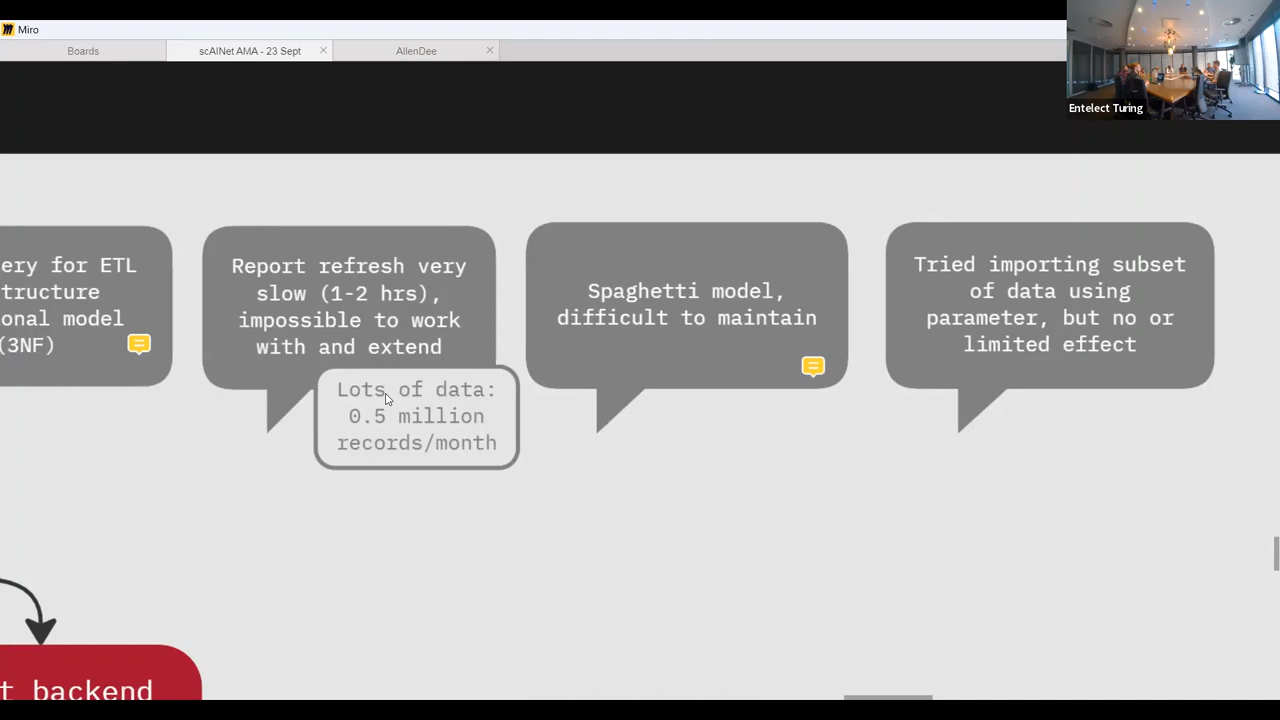 Miro
Boards
scAINet AMA - 23 Sept
AllenDee
Entelect Turing
ery for ETL
tructure
onal model
(3NF)
Report refresh very
slow (1-2 hrs),
impossible to work
with and extend
Lots of data:
0.5 million
records/month
Spaghetti model,
difficult to maintain
Tried importing subset
of data using
parameter, but no or
limited effect
t backend